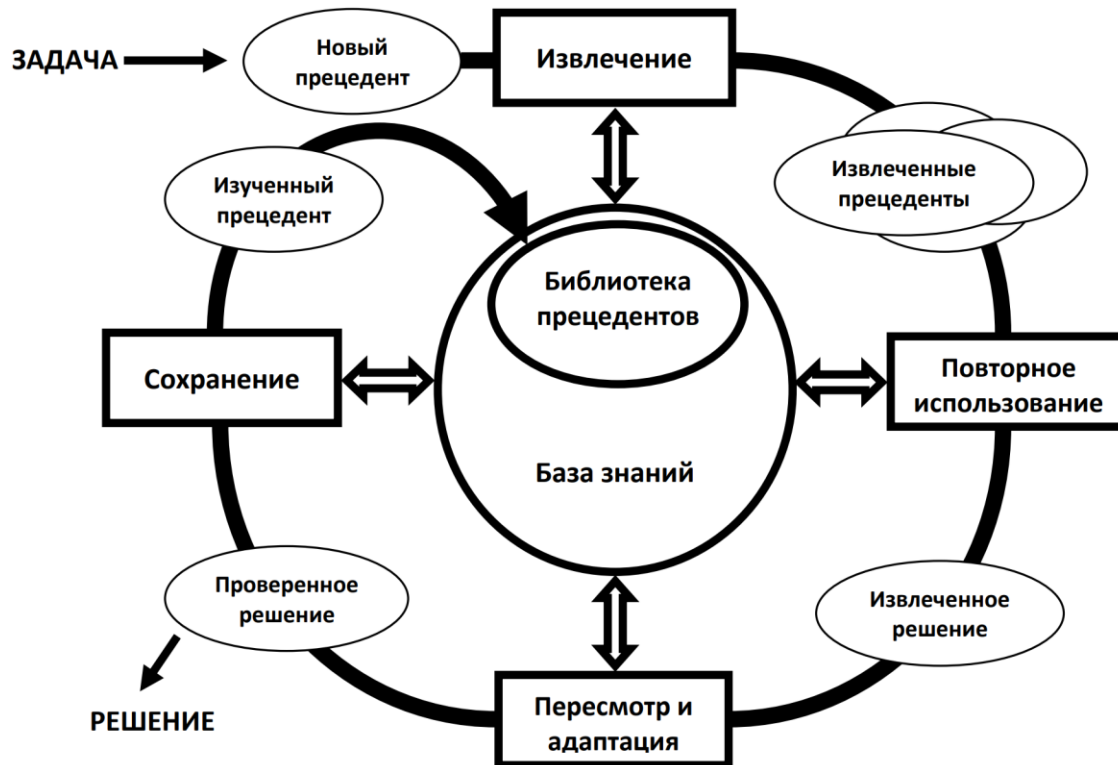 ЗАДАЧА
Новый
прецедент
Извлечение
Извлеченные
прецеденты
Изученный
прецедент
Библиотека
прецедентов
Сохранение
Повторное
использование
База знаний
Проверенное
решение
Извлеченное
решение
РЕШЕНИЕ
Пересмотр и
адаптация